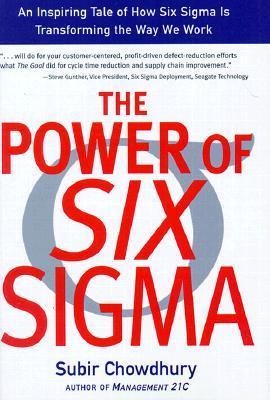 An Inspiring Tale of How Six Sigma Is
Transforming the Way We Work
". . . will do for your customer-centered, profit-driven defect-reduction efforts
what The Goal did for cycle time reduction and supply chain improvement."
—Steve Gunther, Vice President, Six Sigma Deployment, Seagate Technology
THE
POWER OF
SIX
SIGMA
Subir Chowdhury
AUTHOR OF MANAGEMENT 21C